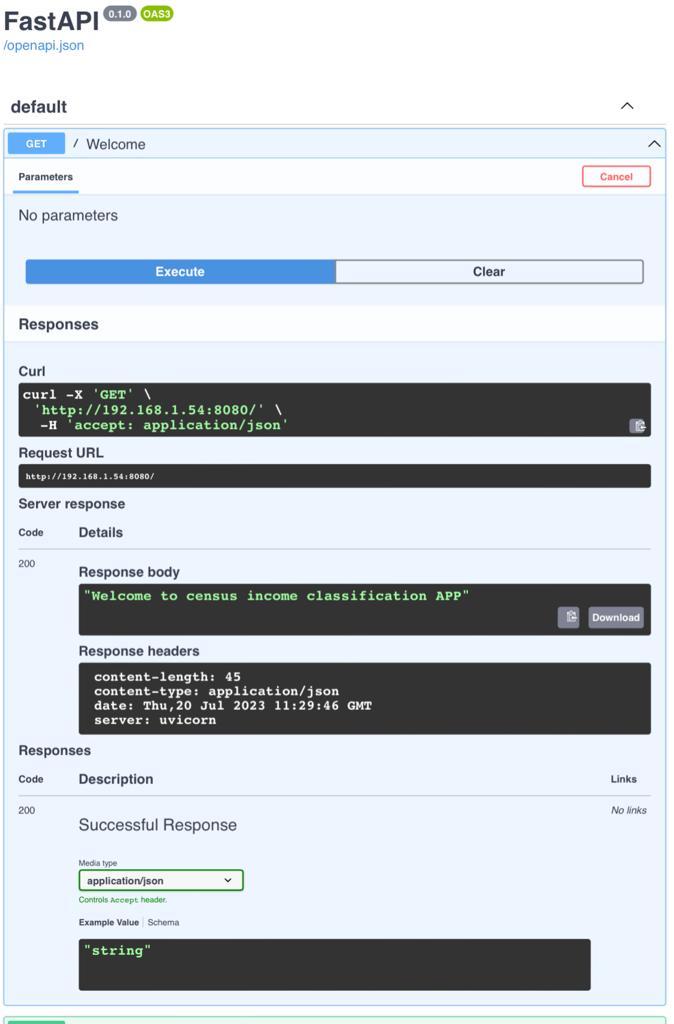 FastAPI 0.1.0 OAS3
/openapi.json
default
GET / Welcome
Parameters Cancel
No parameters
Execute Clear
Responses
Curl
curl -X 'GET' \
'http://192.168.1.54:8080/' \
-H 'accept: application/json'
Request URL
http://192.168.1.54:8080/
Server response
Code Details
200
Response body
"Welcome to census income classification APP"
Download
Response headers
content-length: 45
content-type: application/json
date: Thu,20 Jul 2023 11:29:46 GMT
server: uvicorn
Responses
Code Description Links
200 No links
Successful Response
Media type
application/json
Controls Accept header.
Example Value Schema
"string"